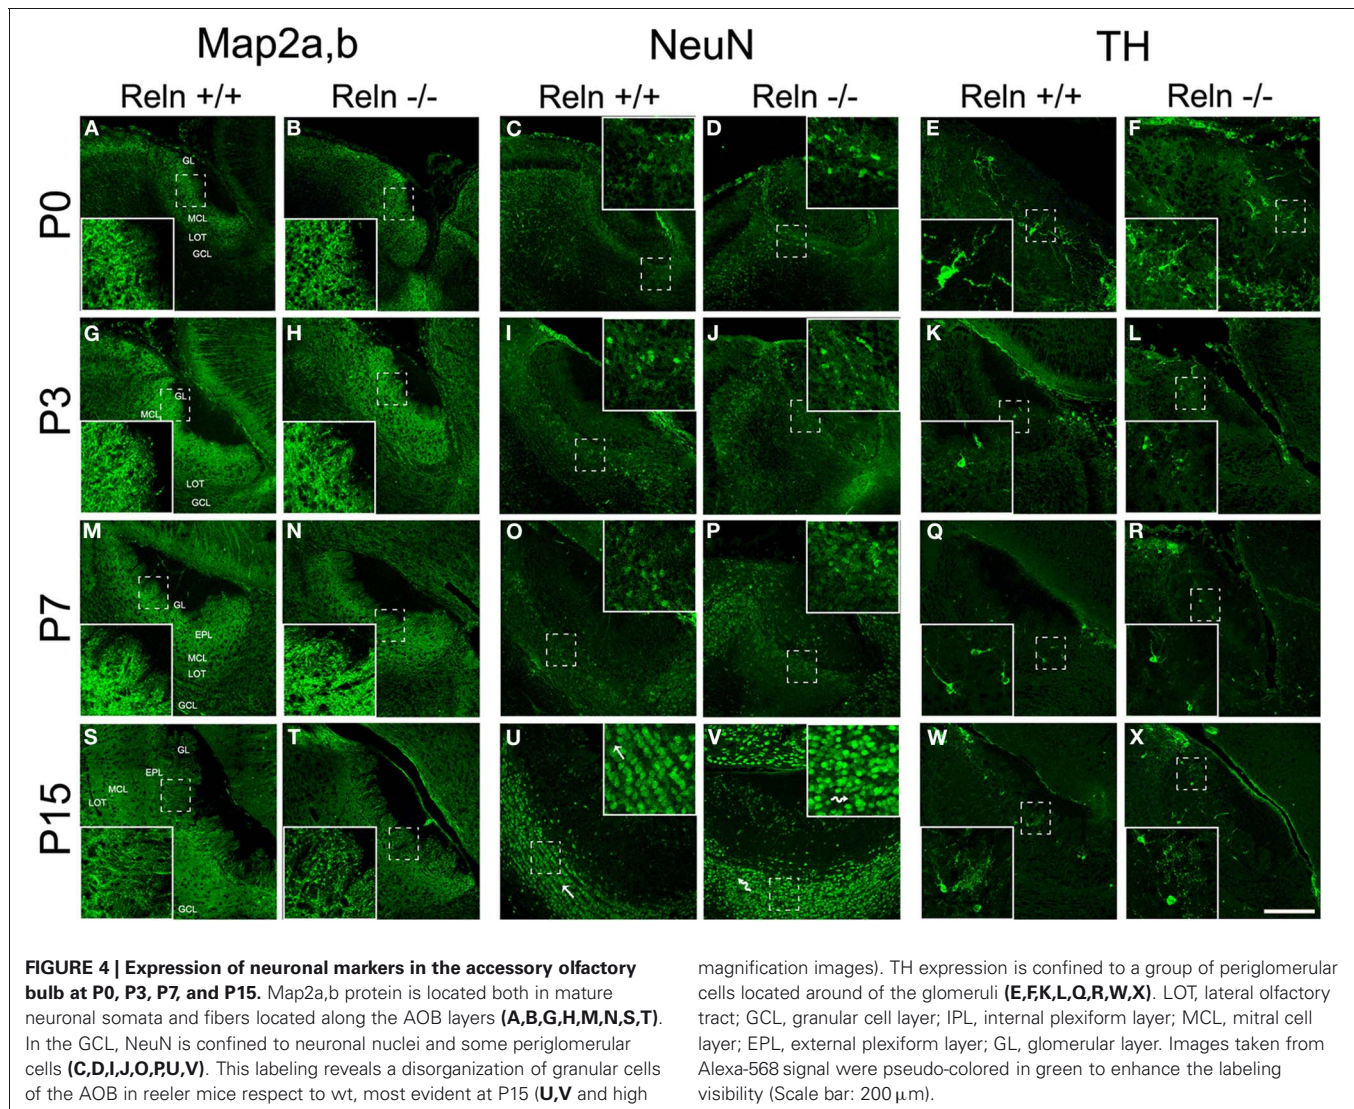 Map2a,b NeuN TH
Reln +/+ Reln -/- Reln +/+ Reln -/- Reln +/+ Reln -/-
P0
A B C D E F
GL
MCL
LOT
GCL
P3
G H I J K L
GL
MCL
LOT
GCL
P7
M N O P Q R
GL
EPL
MCL
LOT
GCL
P15
S T U V W X
GL
EPL
MCL
LOT
GCL
FIGURE 4 | Expression of neuronal markers in the accessory olfactory
bulb at P0, P3, P7, and P15. Map2a,b protein is located both in mature
neuronal somata and fibers located along the AOB layers (A,B,G,H,M,N,S,T).
In the GCL, NeuN is confined to neuronal nuclei and some periglomerular
cells (C,D,I,J,O,P,U,V). This labeling reveals a disorganization of granular cells
of the AOB in reeler mice respect to wt, most evident at P15 (U,V and high
magnification images). TH expression is confined to a group of periglomerular
cells located around of the glomeruli (E,F,K,L,Q,R,W,X). LOT, lateral olfactory
tract; GCL, granular cell layer; IPL, internal plexiform layer; MCL, mitral cell
layer; EPL, external plexiform layer; GL, glomerular layer. Images taken from
Alexa-568 signal were pseudo-colored in green to enhance the labeling
visibility (Scale bar: 200 μm).